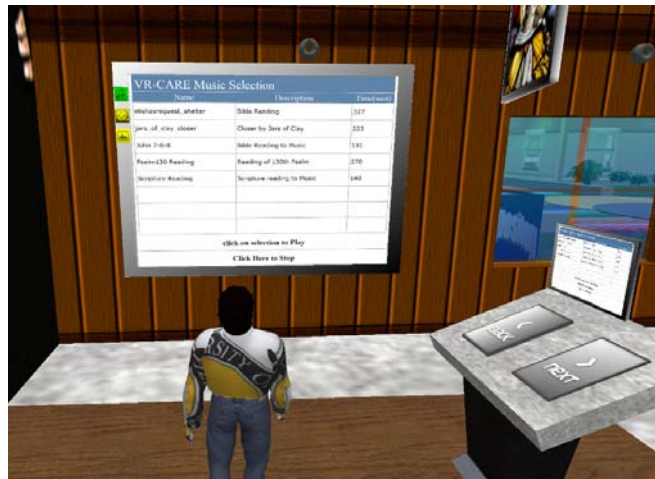 VR-CARE Music Selection
Name Description Time(secs)
shelter Bible Reading 327
jars_of_clay_closer Closer by Jars of Clay 223
John 7:6-8 Bible Reading to Music
Psalm130 Reading Reading of 130th Psalm 270
Scripture Reading Scripture reading to Music 140
click on selection to Play
Click Here to Stop
RSITY
BACK
NEXT